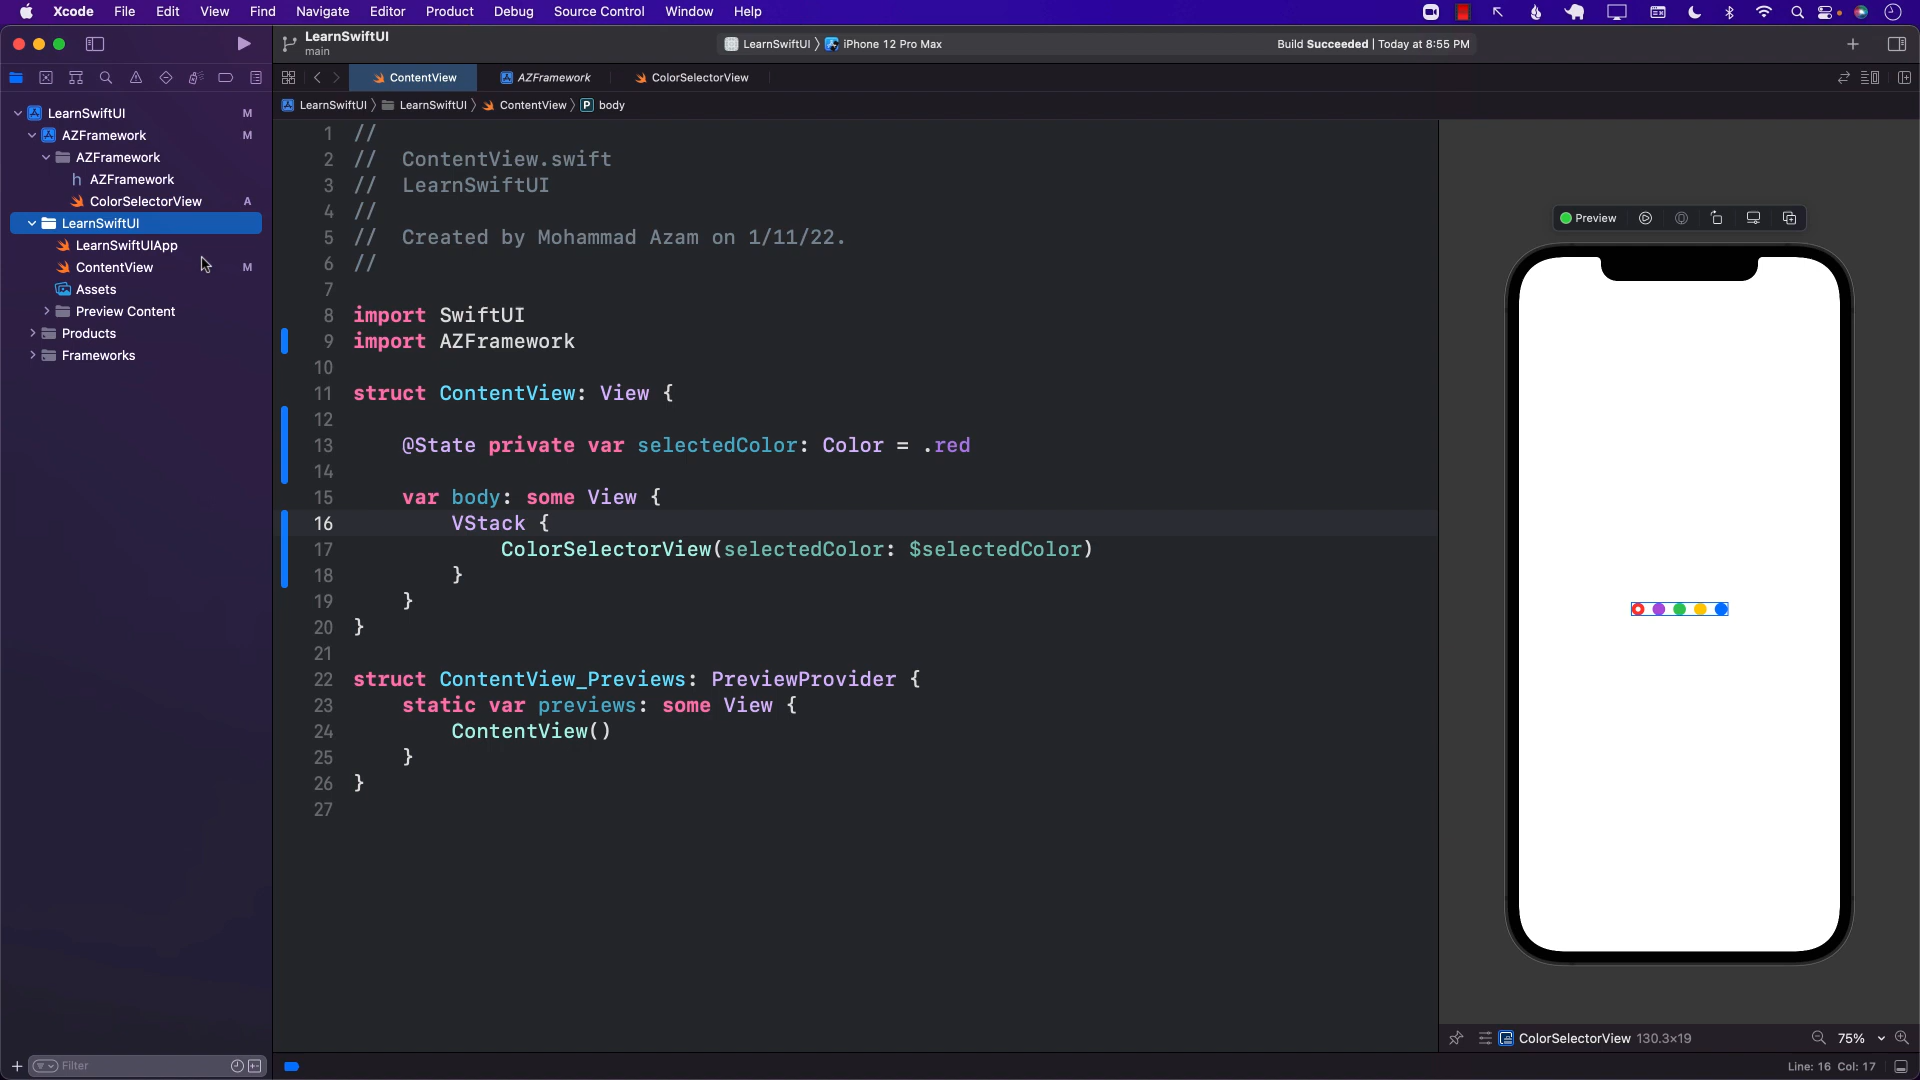 Xcode File Edit View Find Navigate Editor Product Debug Source Control Window Help
LearnSwiftUI
main
LearnSwiftUI iPhone 12 Pro Max
Build Succeeded | Today at 8:55 PM
ContentView AZFramework ColorSelectorView
LearnSwiftUI LearnSwiftUI ContentView P body
LearnSwiftUI M
AZFramework M
AZFramework
h AZFramework
ColorSelectorView A
LearnSwiftUI
LearnSwiftUIApp
ContentView M
Assets
Preview Content
Products
Frameworks
Filter
1 //
2 // ContentView.swift
3 // LearnSwiftUI
4 //
5 // Created by Mohammad Azam on 1/11/22.
6 //
7
8 import SwiftUI
9 import AZFramework
10
11 struct ContentView: View {
12
13 @State private var selectedColor: Color = .red
14
15 var body: some View {
16 VStack {
17 ColorSelectorView(selectedColor: $selectedColor)
18 }
19 }
20 }
21
22 struct ContentView_Previews: PreviewProvider {
23 static var previews: some View {
24 ContentView()
25 }
26 }
27
Preview
ColorSelectorView 130.3×19
75%
Line: 16 Col: 17